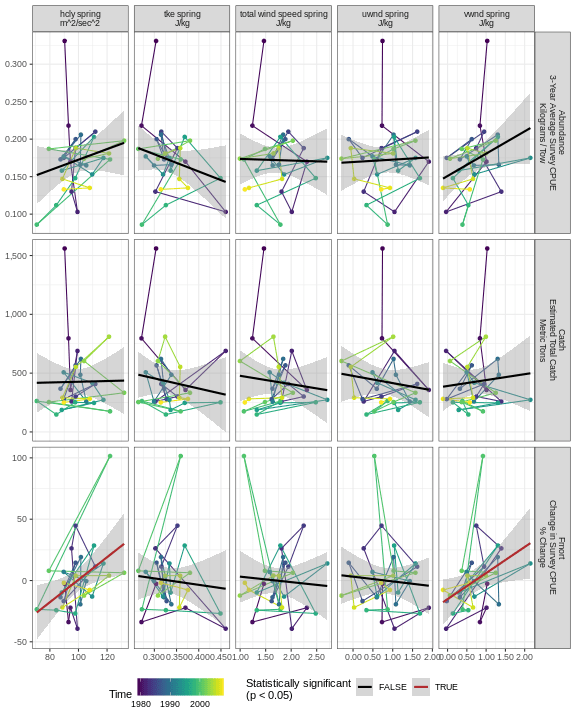 hcly spring
m^2/sec^2
tke spring
J/kg
total wind speed spring
J/kg
uwnd spring
J/kg
vwnd spring
J/kg
0.300
0.250
0.200
0.150
0.100
Abundance
3-Year Average Survey CPUE
Kilograms / Tow
1,500
1,000
500
0
Catch
Estimated Total Catch
Metric Tons
100
50
0
-50
Fmort
Change in Survey CPUE
% Change
80 100 120
0.300 0.350 0.400 0.450
1.00 1.50 2.00 2.50
0.00 0.50 1.00 1.50 2.00
0.00 0.50 1.00 1.50 2.00
Time
1980 1990 2000
Statistically significant
(p < 0.05)
FALSE
TRUE